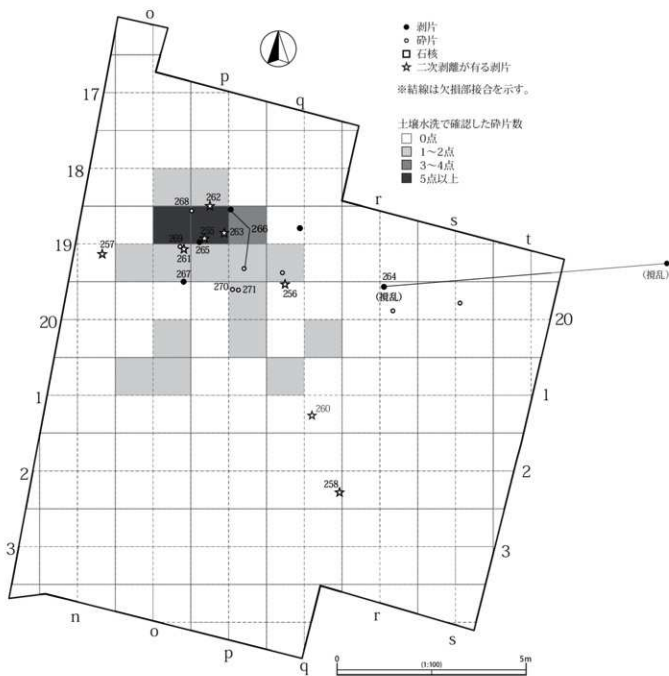 o
p
q
r
s
t
17
18
19
20
1
2
3
20
1
2
3
n
o
p
q
r
s
● 剥片
○ 砕片
□ 石核
☆ 二次剥離が有る剥片
※結線は欠損部接合を示す。
土壌水洗で確認した砕片数
0点
1~2点
3~4点
5点以上
262
268
263
266
257
261
265
267
270
271
256
264
(攪乱)
(攪乱)
260
258
0
(1:100)
5m